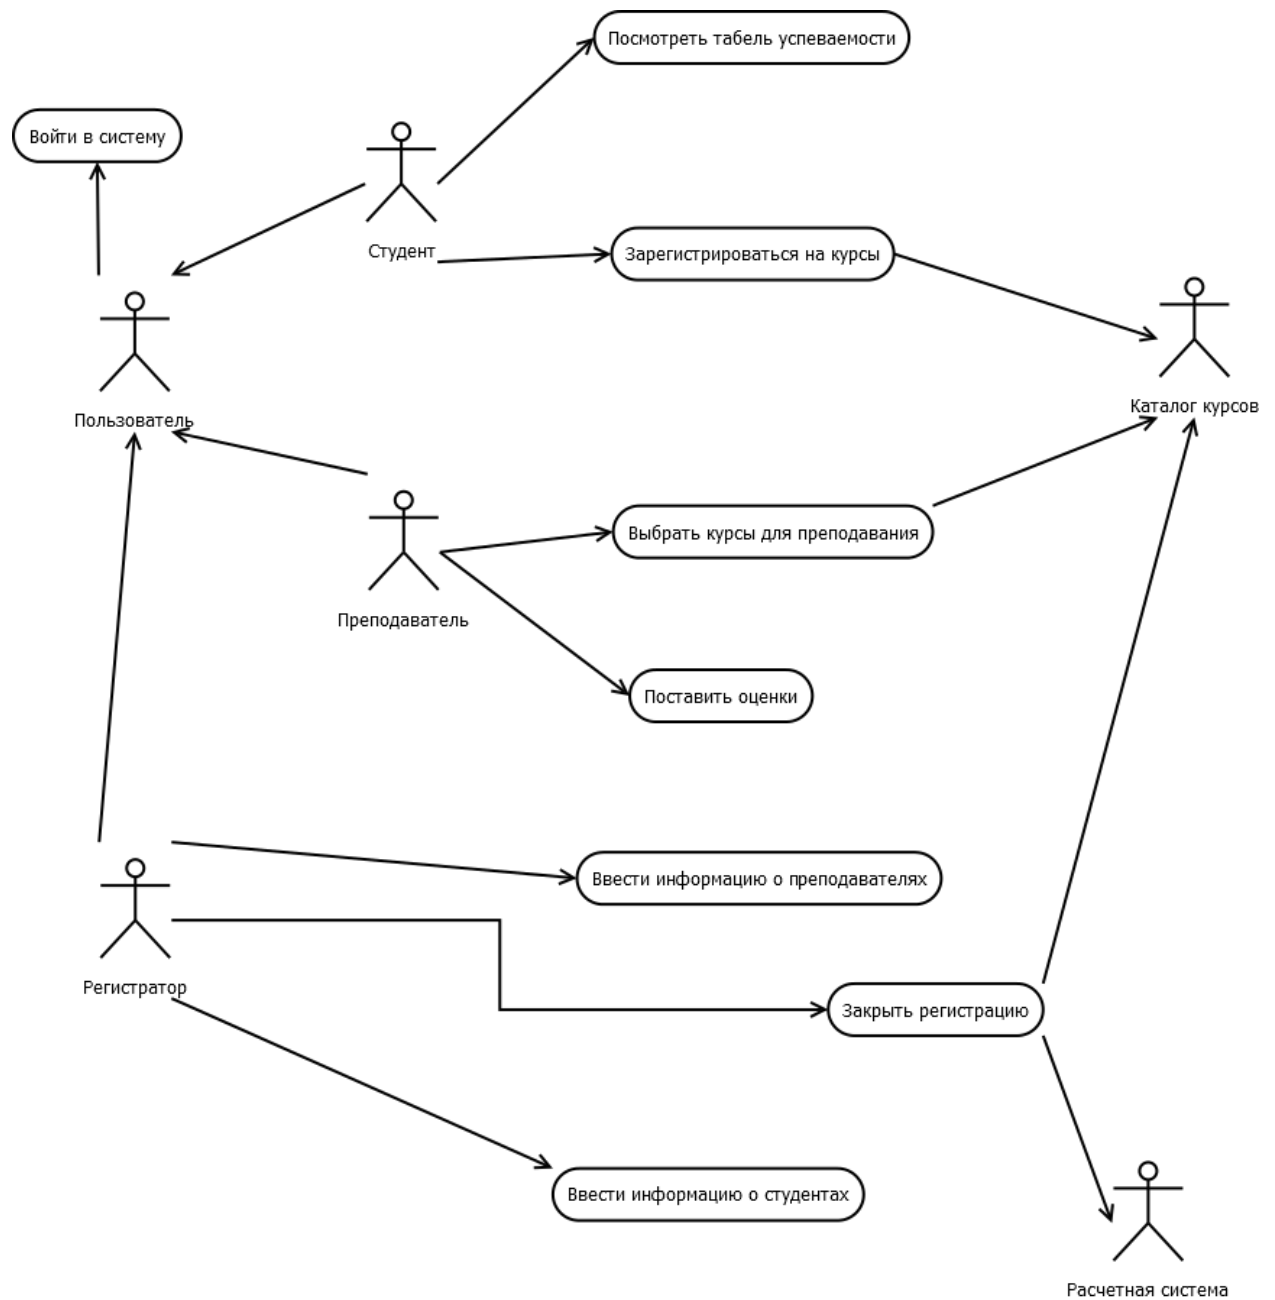 Посмотреть табель успеваемости
Войти в систему
Студент
Зарегистрироваться на курсы
Каталог курсов
Пользователь
Выбрать курсы для преподавания
Преподаватель
Поставить оценки
Ввести информацию о преподавателях
Регистратор
Закрыть регистрацию
Ввести информацию о студентах
Расчетная система